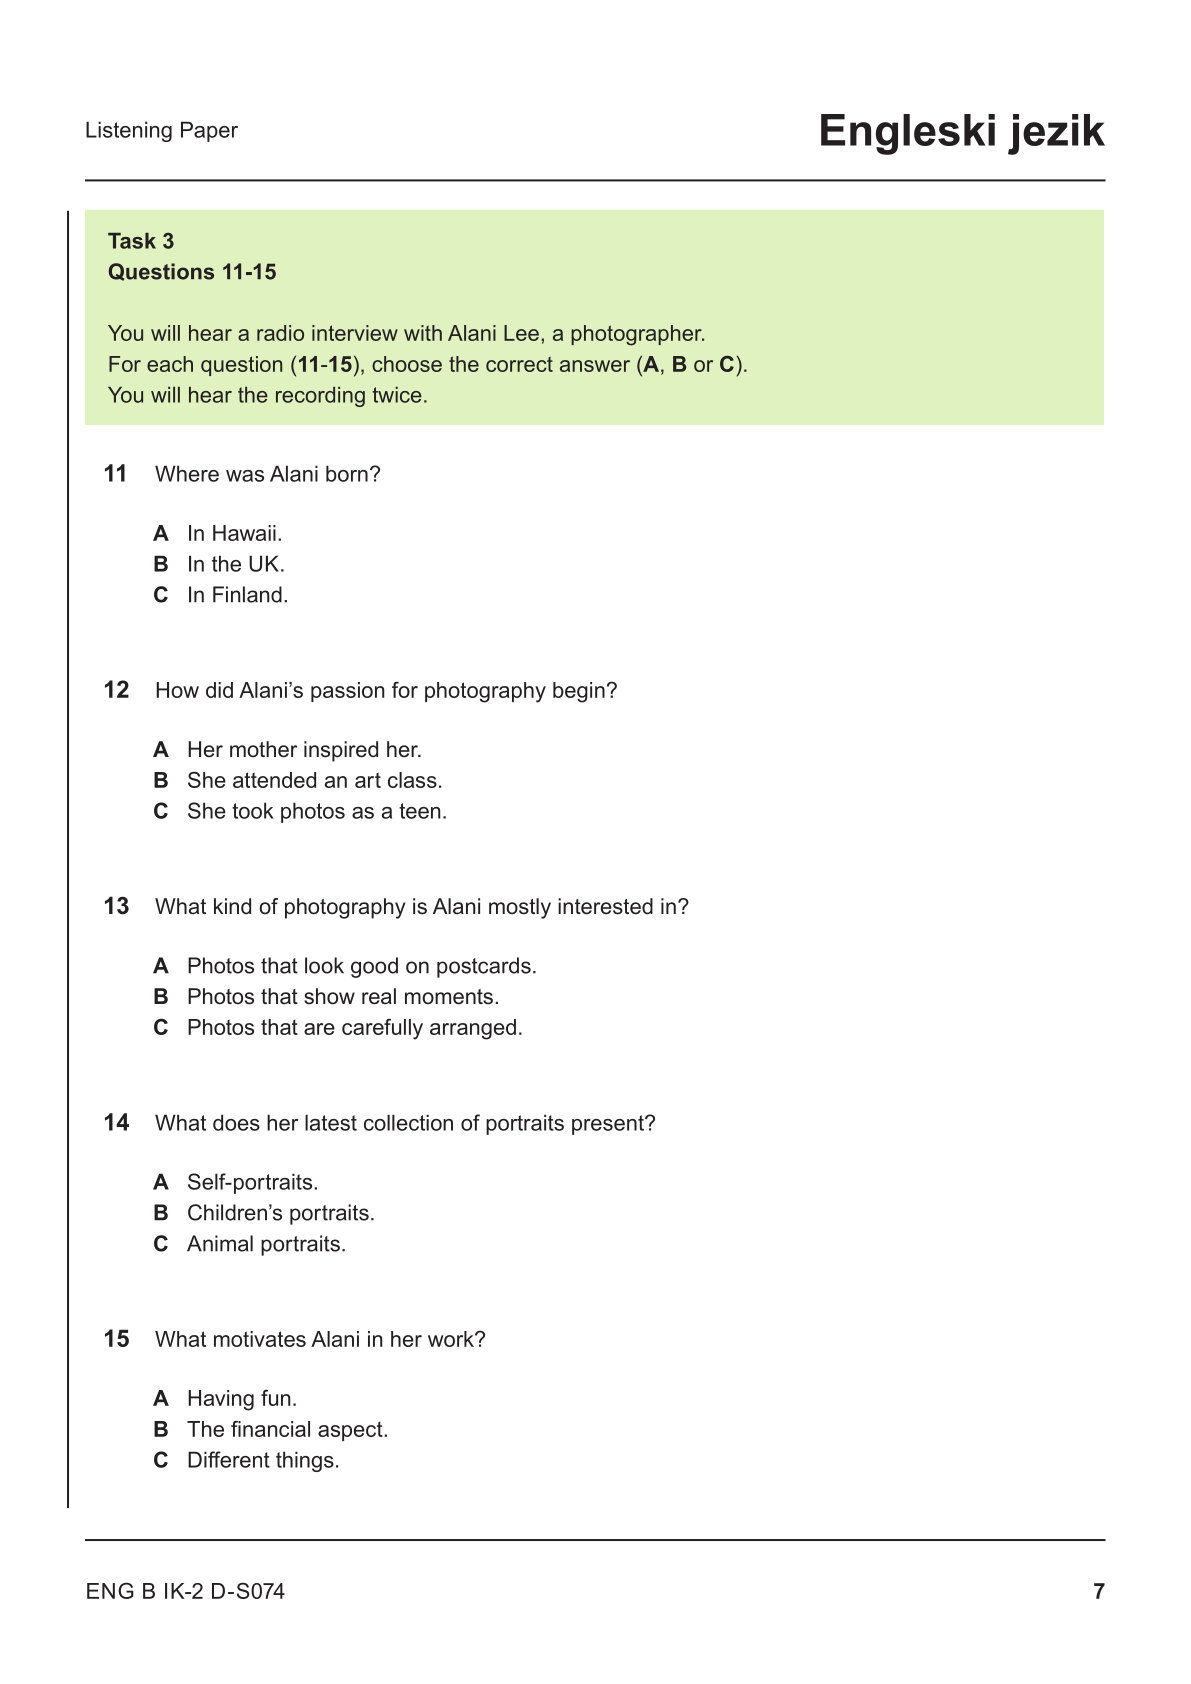 Listening Paper
Engleski jezik
Task 3
Questions 11-15
You will hear a radio interview with Alani Lee, a photographer.
For each question (11-15), choose the correct answer (A, B or C).
You will hear the recording twice.
11 Where was Alani born?
A In Hawaii.
B In the UK.
C In Finland.
12 How did Alani’s passion for photography begin?
A Her mother inspired her.
B She attended an art class.
C She took photos as a teen.
13 What kind of photography is Alani mostly interested in?
A Photos that look good on postcards.
B Photos that show real moments.
C Photos that are carefully arranged.
14 What does her latest collection of portraits present?
A Self-portraits.
B Children’s portraits.
C Animal portraits.
15 What motivates Alani in her work?
A Having fun.
B The financial aspect.
C Different things.
ENG B IK-2 D-S074
7